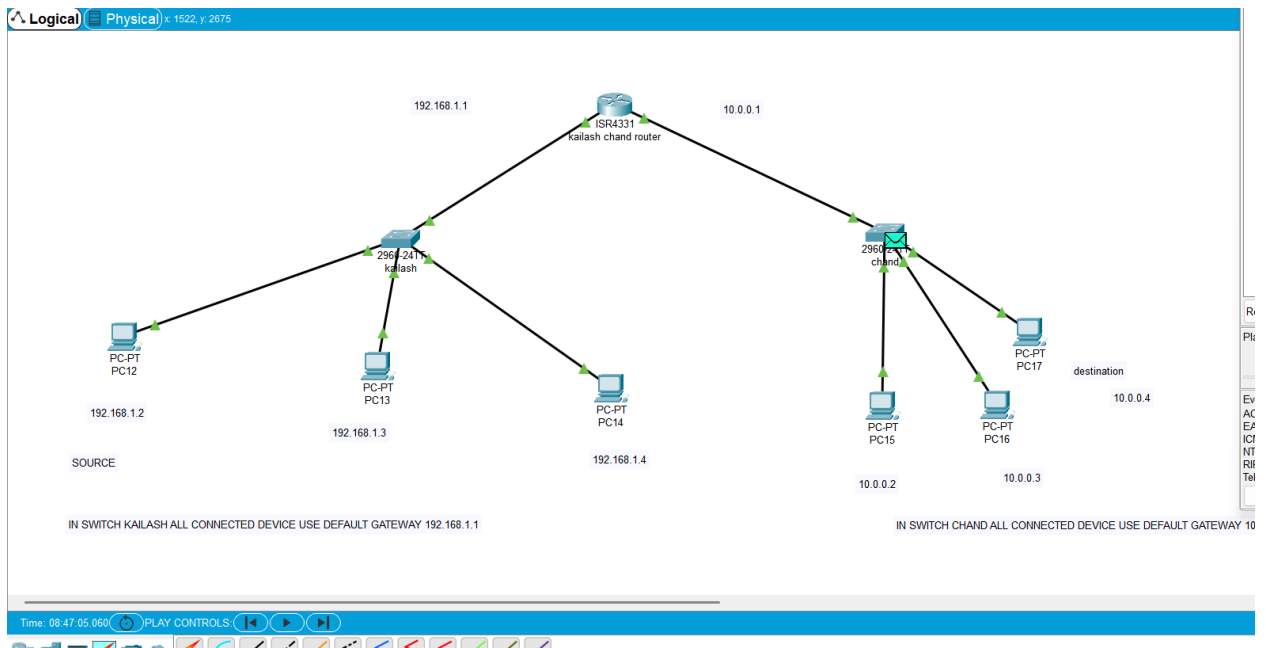 Logical Physical x: 1522, y: 2675
192.168.1.1
10.0.0.1
ISR4331
kailash chand router
2960-24TT
kailash
2960-24TT
chand
PC-PT
PC12
PC-PT
PC13
PC-PT
PC14
PC-PT
PC15
PC-PT
PC16
PC-PT
PC17
destination
10.0.0.4
192.168.1.2
192.168.1.3
192.168.1.4
10.0.0.2
10.0.0.3
SOURCE
IN SWITCH KAILASH ALL CONNECTED DEVICE USE DEFAULT GATEWAY 192.168.1.1
IN SWITCH CHAND ALL CONNECTED DEVICE USE DEFAULT GATEWAY 10
Time: 08:47:05.060 PLAY CONTROLS: